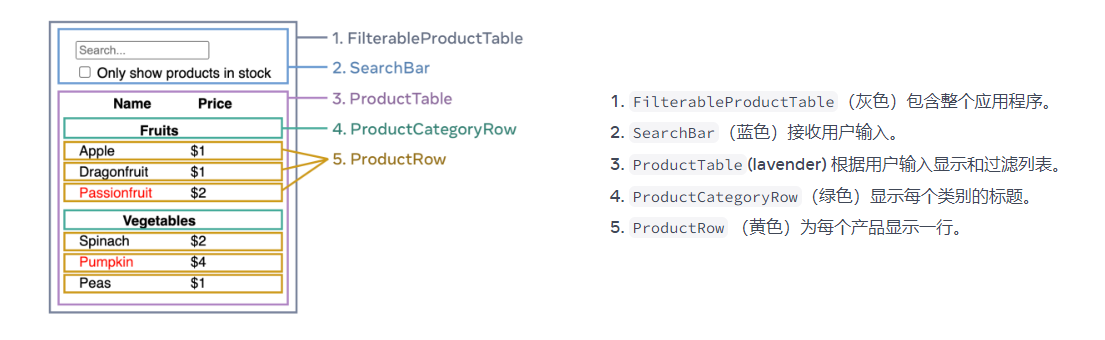 Search...
Only show products in stock
Name Price
Fruits
Apple $1
Dragonfruit $1
Passionfruit $2
Vegetables
Spinach $2
Pumpkin $4
Peas $1
1. FilterableProductTable
2. SearchBar
3. ProductTable
4. ProductCategoryRow
5. ProductRow
1. FilterableProductTable（灰色）包含整个应用程序。
2. SearchBar（蓝色）接收用户输入。
3. ProductTable (lavender) 根据用户输入显示和过滤列表。
4. ProductCategoryRow（绿色）显示每个类别的标题。
5. ProductRow （黄色）为每个产品显示一行。